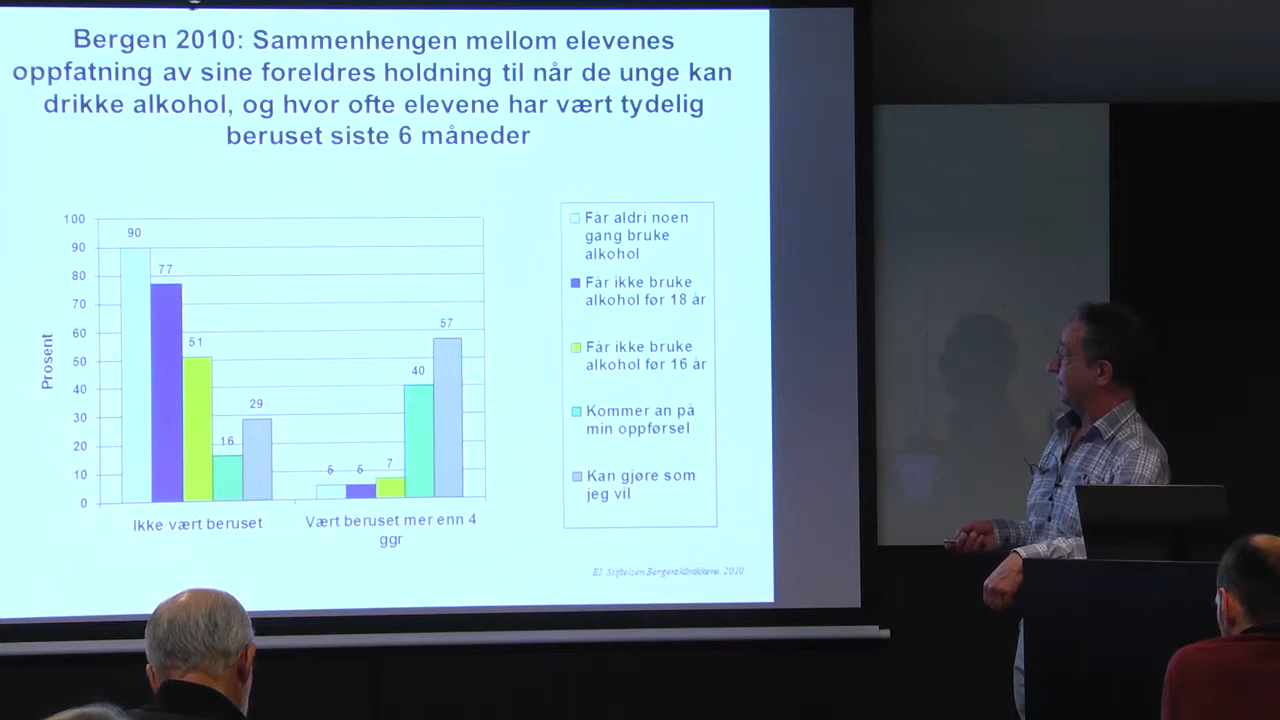 Bergen 2010: Sammenhengen mellom elevenes
oppfatning av sine foreldres holdning til når de unge kan
drikke alkohol, og hvor ofte elevene har vært tydelig
beruset siste 6 måneder
Prosent
100
90
80
70
60
50
40
30
20
10
0
90
77
51
16
29
7
40
57
Ikke vært beruset
Vært beruset mer enn 4
ggr
Får aldri noen
gang bruke
alkohol
Får ikke bruke
alkohol før 18 år
Får ikke bruke
alkohol før 16 år
Kommer an på
min oppførsel
Kan gjøre som
jeg vil
Stiftelsen Bergensklinikkene, 2010